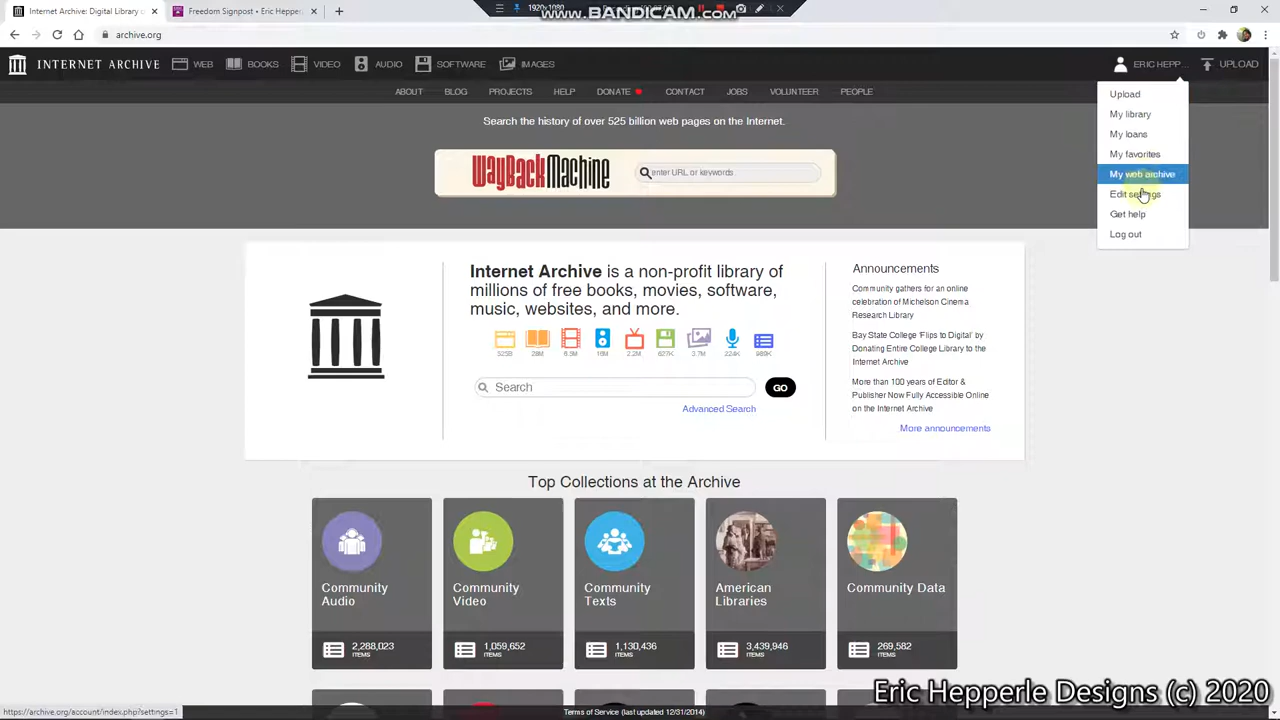 Internet Archive: Digital Library o
Freedom Signpost • Eric Hepper
1920x1080
www.BANDICAM.com
archive.org
INTERNET ARCHIVE
WEB
BOOKS
VIDEO
AUDIO
SOFTWARE
IMAGES
ERIC HEPP...
UPLOAD
ABOUT
BLOG
PROJECTS
HELP
DONATE
CONTACT
JOBS
VOLUNTEER
PEOPLE
Upload
My library
My loans
My favorites
My web archive
Edit settings
Get help
Log out
Search the history of over 525 billion web pages on the Internet.
WayBackMachine
enter URL or keywords
Internet Archive is a non-profit library of
millions of free books, movies, software,
music, websites, and more.
525B
28M
6.5M
16M
2.2M
627K
3.7M
224K
Search
GO
Advanced Search
Announcements
Community gathers for an online
celebration of Michelson Cinema
Research Library
Bay State College 'Flips to Digital' by
Donating Entire College Library to the
Internet Archive
More than 100 years of Editor &
Publisher Now Fully Accessible Online
on the Internet Archive
More announcements
Top Collections at the Archive
Community
Audio
2,288,023
ITEMS
Community
Video
1,059,652
ITEMS
Community
Texts
1,130,436
ITEMS
American
Libraries
3,439,946
ITEMS
Community Data
269,582
ITEMS
Eric Hepperle Designs (c) 2020
https://archive.org/account/index.php?settings=1
Terms of Service (last updated 12/31/2014)